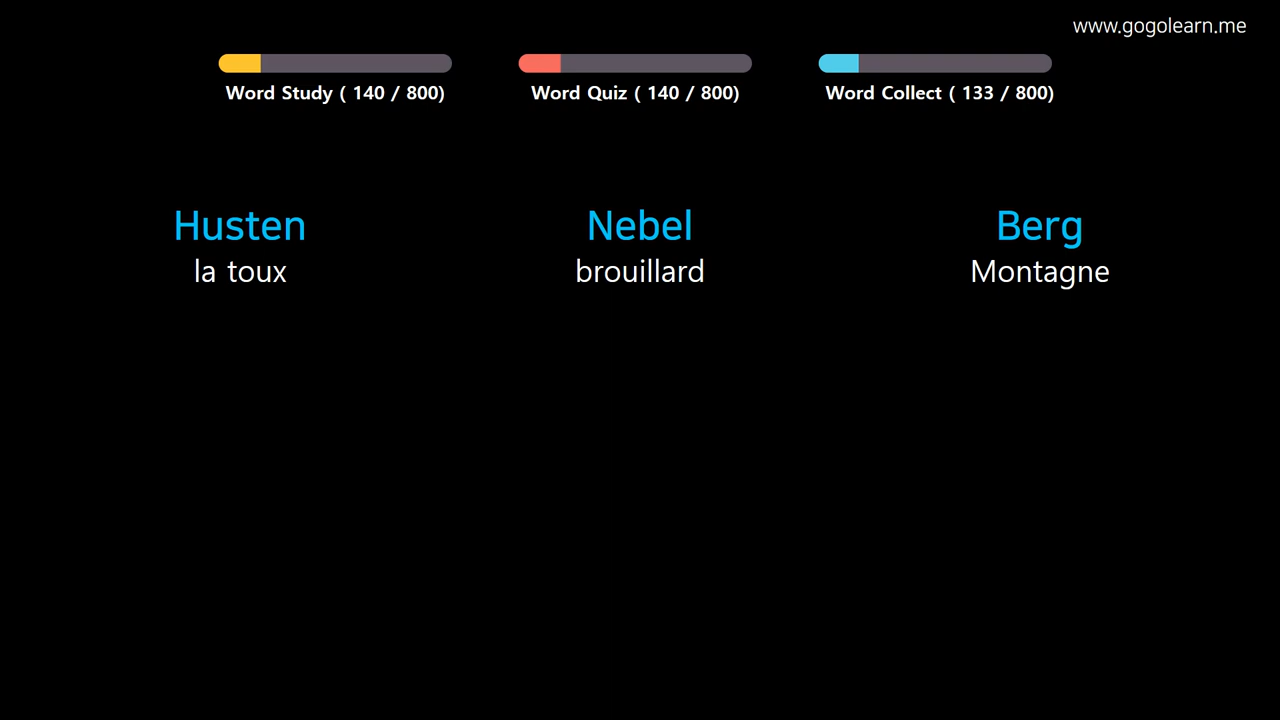 www.gogolearn.me
Word Study ( 140 / 800)
Word Quiz ( 140 / 800)
Word Collect ( 133 / 800)
Husten
la toux
Nebel
brouillard
Berg
Montagne